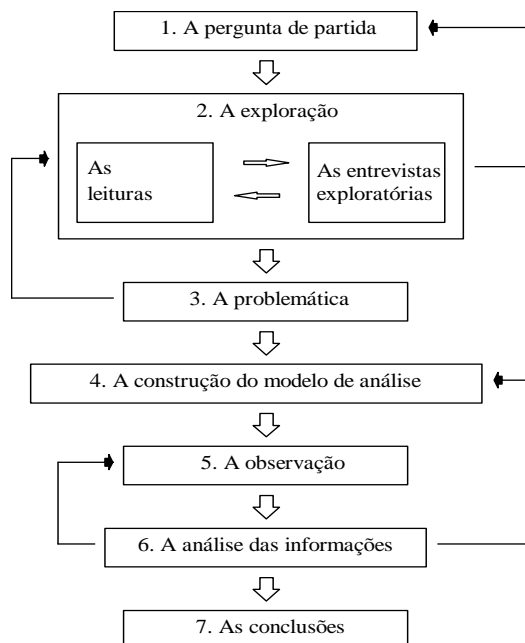 1. A pergunta de partida
2. A exploração
As
leituras
As entrevistas
exploratórias
3. A problemática
4. A construção do modelo de análise
5. A observação
6. A análise das informações
7. As conclusões